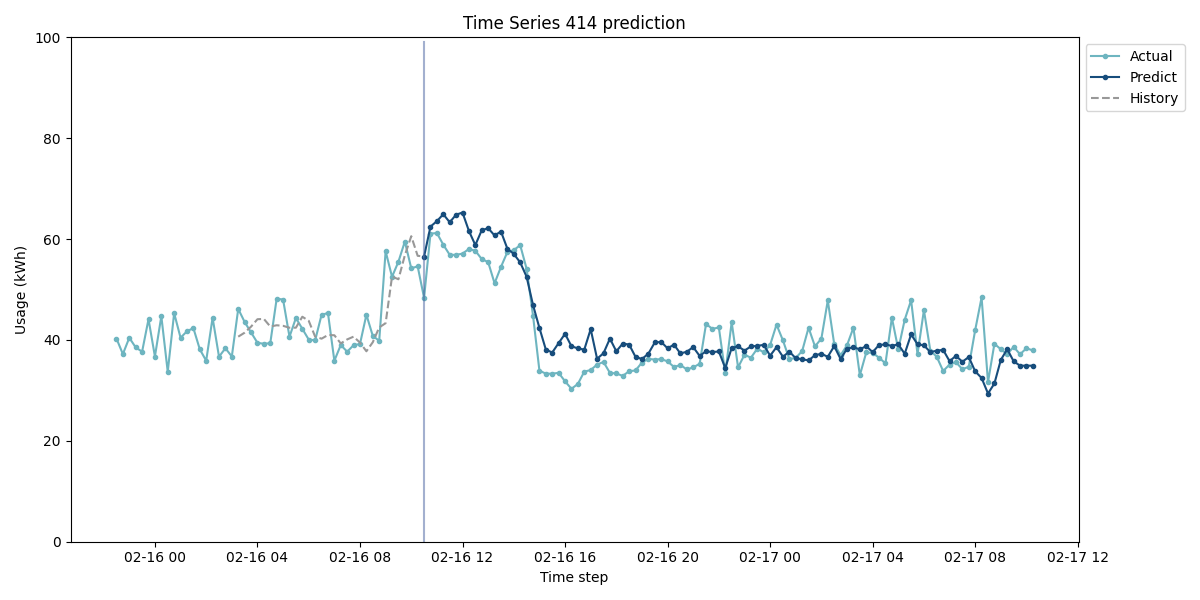 Time Series 414 prediction
100
80
60
40
20
0
Usage (kWh)
02-16 00
02-16 04
02-16 08
02-16 12
02-16 16
02-16 20
02-17 00
02-17 04
02-17 08
02-17 12
Time step
Actual
Predict
History